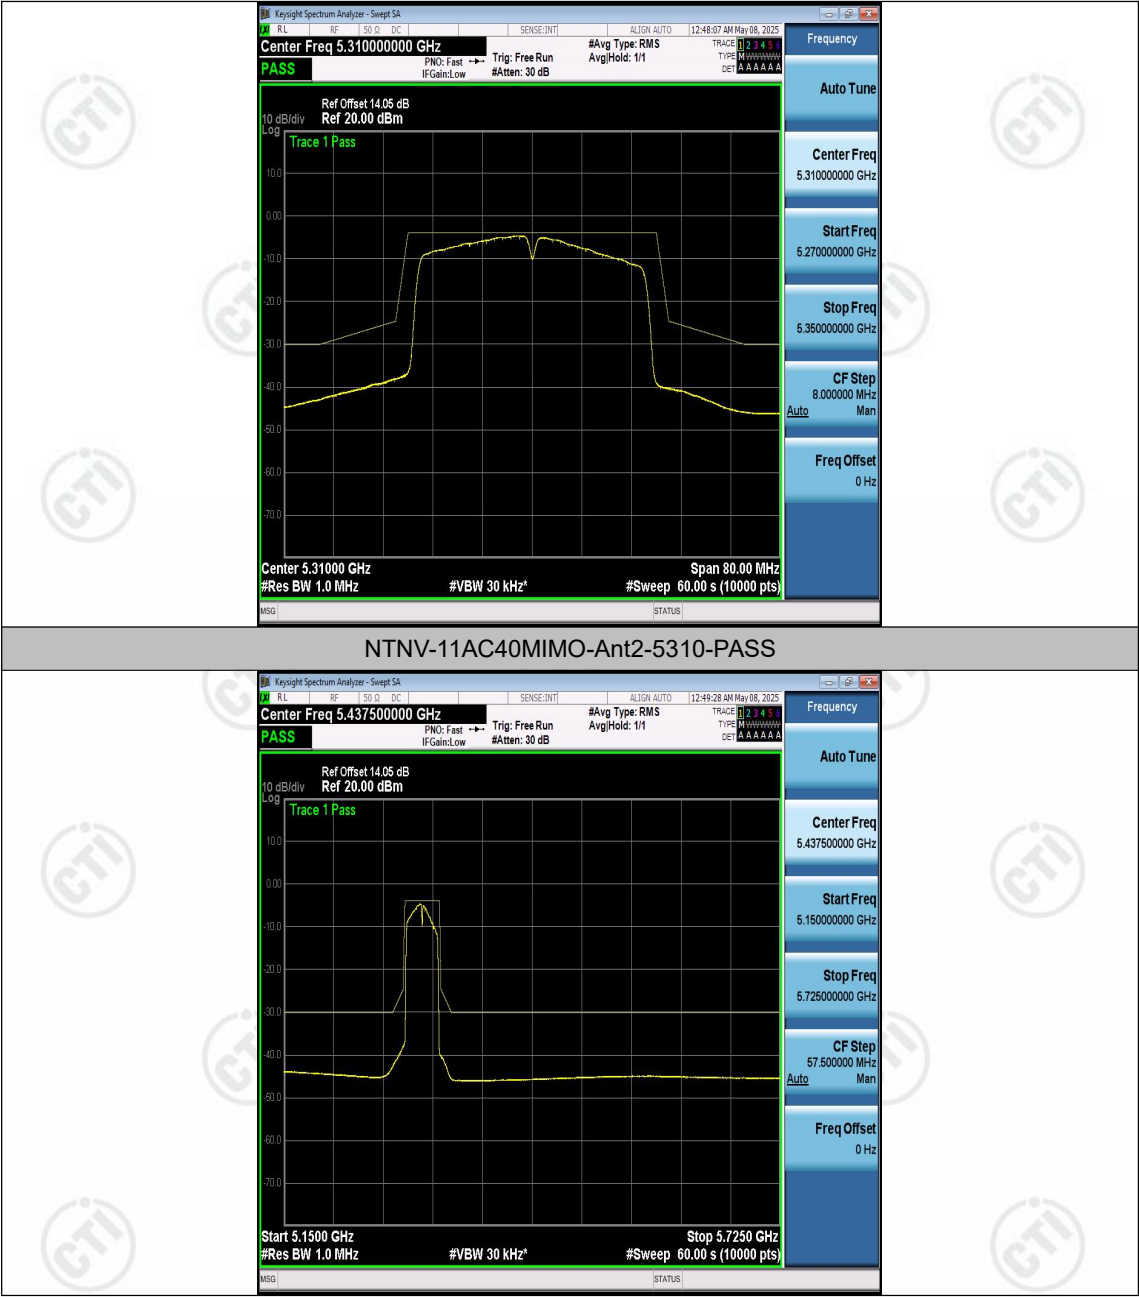 Keysight Spectrum Analyzer - Swept SA
RL RF 50 Ω DC SENSE:INT ALIGN AUTO 12:48:07 AM May 08, 2025
Center Freq 5.310000000 GHz
PASS
PNO: Fast
IFGain:Low
Trig: Free Run
#Atten: 30 dB
#Avg Type: RMS
Avg|Hold: 1/1
TRACE 1 2 3 4 5 6
TYPE M
DET A A A A A A
Ref Offset 14.05 dB
10 dB/div Ref 20.00 dBm
Log
Trace 1 Pass
10.0
0.00
-10.0
-20.0
-30.0
-40.0
-50.0
-60.0
-70.0
Center 5.31000 GHz Span 80.00 MHz
#Res BW 1.0 MHz #VBW 30 kHz* #Sweep 60.00 s (10000 pts)
MSG STATUS
Frequency
Auto Tune
Center Freq
5.310000000 GHz
Start Freq
5.270000000 GHz
Stop Freq
5.350000000 GHz
CF Step
8.000000 MHz
Auto Man
Freq Offset
0 Hz
NTNV-11AC40MIMO-Ant2-5310-PASS
Keysight Spectrum Analyzer - Swept SA
RL RF 50 Ω DC SENSE:INT ALIGN AUTO 12:49:28 AM May 08, 2025
Center Freq 5.437500000 GHz
PASS
PNO: Fast
IFGain:Low
Trig: Free Run
#Atten: 30 dB
#Avg Type: RMS
Avg|Hold: 1/1
TRACE 1 2 3 4 5 6
TYPE M
DET A A A A A A
Ref Offset 14.05 dB
10 dB/div Ref 20.00 dBm
Log
Trace 1 Pass
10.0
0.00
-10.0
-20.0
-30.0
-40.0
-50.0
-60.0
-70.0
Start 5.1500 GHz Stop 5.7250 GHz
#Res BW 1.0 MHz #VBW 30 kHz* #Sweep 60.00 s (10000 pts)
MSG STATUS
Frequency
Auto Tune
Center Freq
5.437500000 GHz
Start Freq
5.150000000 GHz
Stop Freq
5.725000000 GHz
CF Step
57.500000 MHz
Auto Man
Freq Offset
0 Hz
CTI
CTI
CTI
CTI
CTI
CTI
CTI
CTI